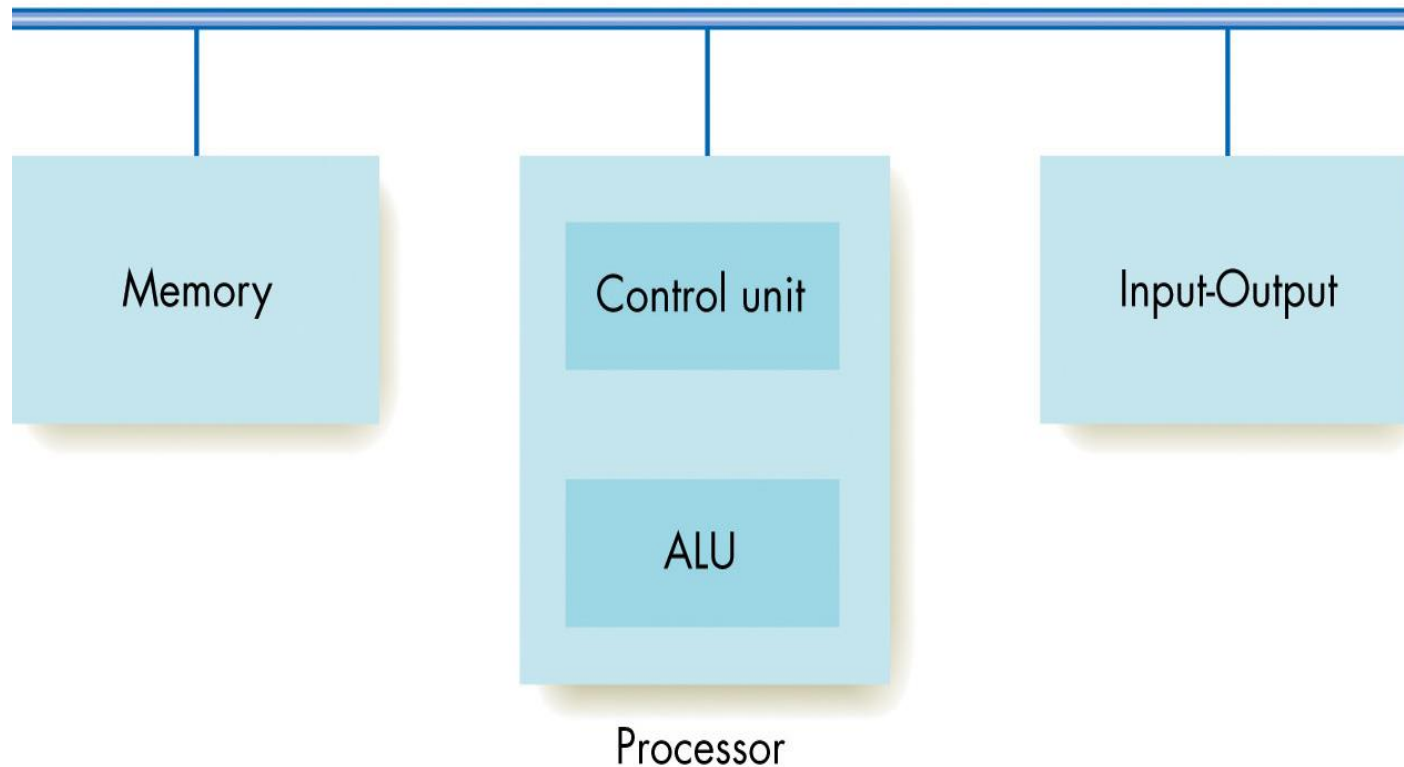 Memory
Control unit
Input-Output
ALU
Processor